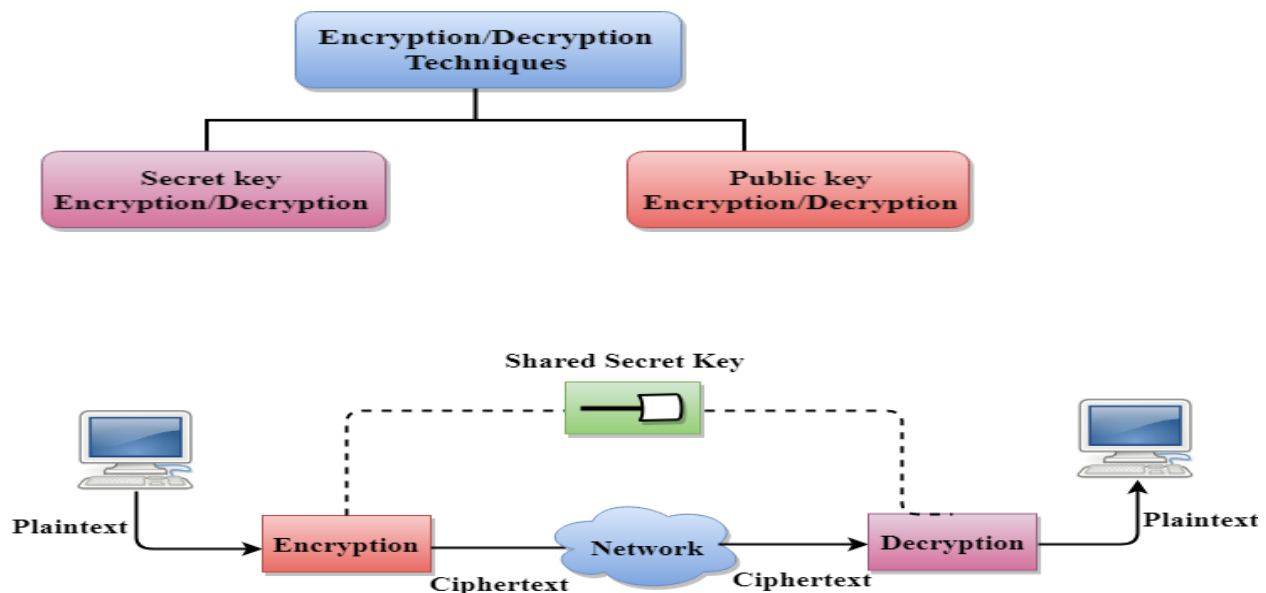 Encryption/Decryption
Techniques
Secret key
Encryption/Decryption
Public key
Encryption/Decryption
Shared Secret Key
Plaintext
Encryption
Ciphertext
Network
Ciphertext
Decryption
Plaintext